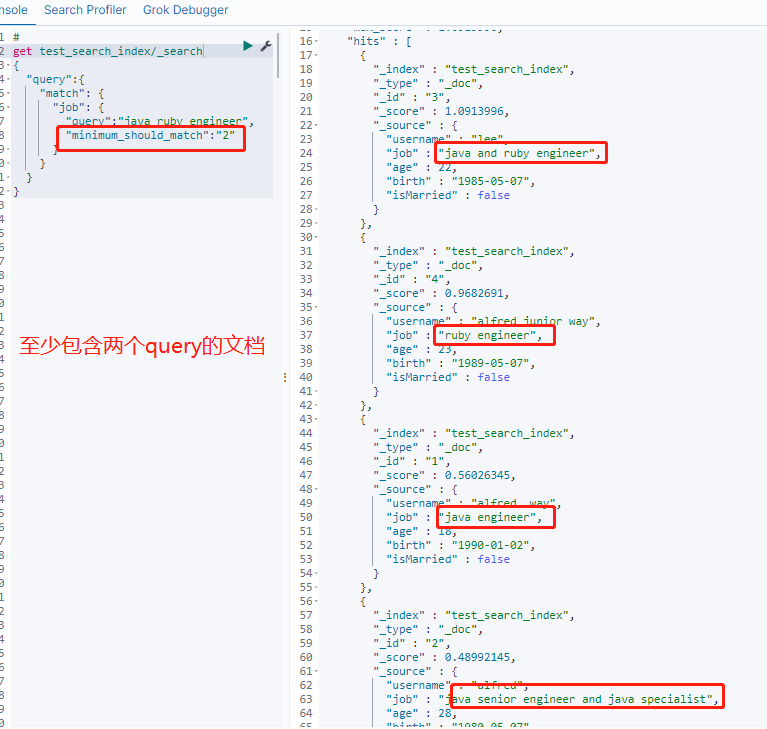 nsole Search Profiler Grok Debugger
1 #
2 get test_search_index/_search
3 {
4 "query":{
5 "match": {
6 "job": {
7 "query":"java ruby engineer",
8 "minimum_should_match":"2"
9 }
0 }
1 }
2 }
至少包含两个query的文档
16 "hits" : [
17 {
18 "_index" : "test_search_index",
19 "_type" : "_doc",
20 "_id" : "3",
21 "_score" : 1.0913996,
22 "_source" : {
23 "username" : "lee",
24 "job" : "java and ruby engineer",
25 "age" : 22,
26 "birth" : "1985-05-07",
27 "isMarried" : false
28 }
29 },
30 {
31 "_index" : "test_search_index",
32 "_type" : "_doc",
33 "_id" : "4",
34 "_score" : 0.9682691,
35 "_source" : {
36 "username" : "alfred junior way",
37 "job" : "ruby engineer",
38 "age" : 23,
39 "birth" : "1989-05-07",
40 "isMarried" : false
41 }
42 },
43 {
44 "_index" : "test_search_index",
45 "_type" : "_doc",
46 "_id" : "1",
47 "_score" : 0.56026345,
48 "_source" : {
49 "username" : "alfred way",
50 "job" : "java engineer",
51 "age" : 18,
52 "birth" : "1990-01-02",
53 "isMarried" : false
54 }
55 },
56 {
57 "_index" : "test_search_index",
58 "_type" : "_doc",
59 "_id" : "2",
60 "_score" : 0.48992145,
61 "_source" : {
62 "username" : "alfred",
63 "job" : "java senior engineer and java specialist",
64 "age" : 28,